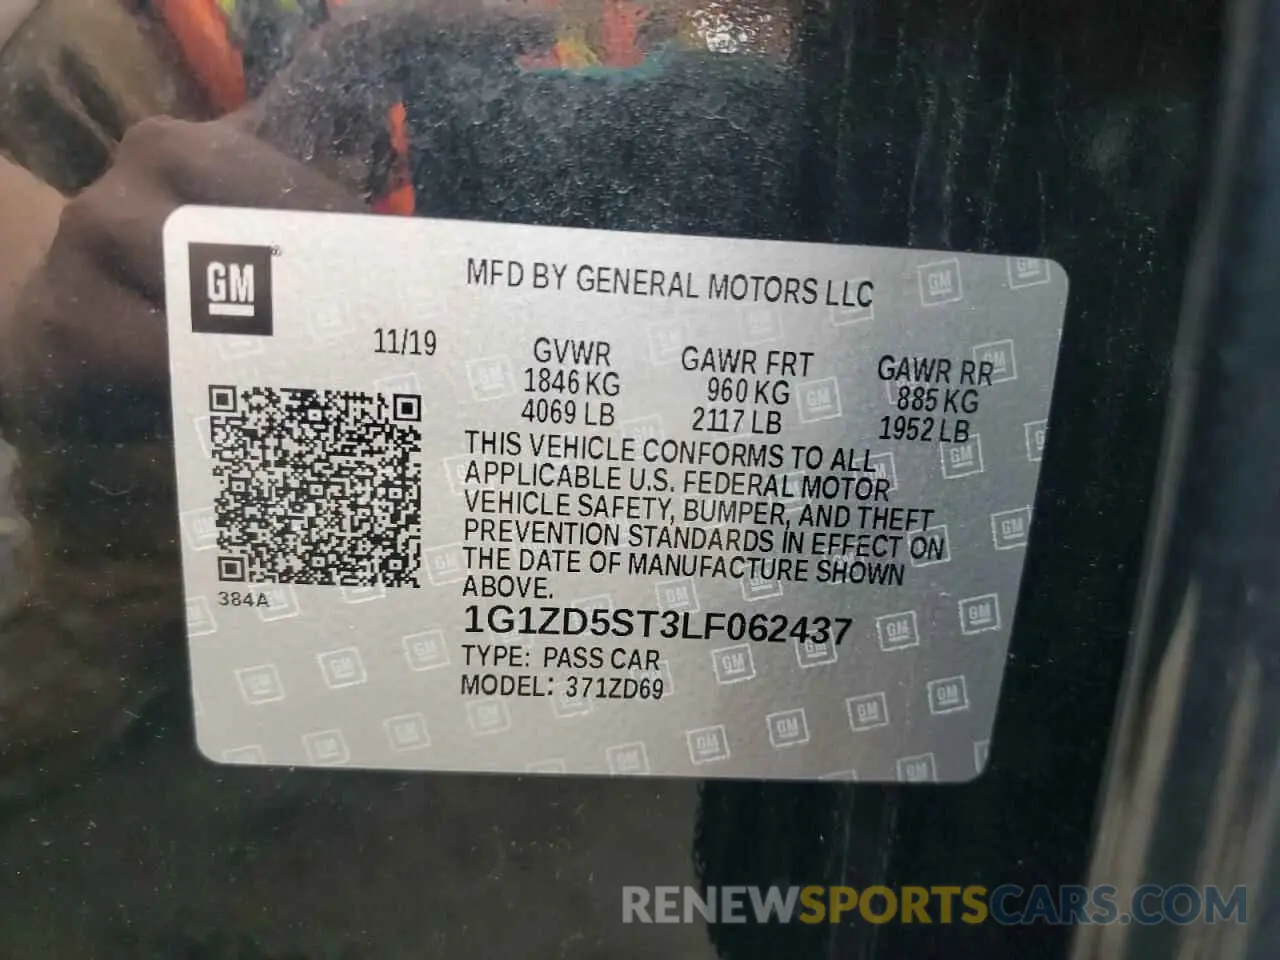 GM
MFD BY GENERAL MOTORS LLC
11/19
GVWR GAWR FRT GAWR RR
1846 KG 960 KG 885 KG
4069 LB 2117 LB 1952 LB
THIS VEHICLE CONFORMS TO ALL
APPLICABLE U.S. FEDERAL MOTOR
VEHICLE SAFETY, BUMPER, AND THEFT
PREVENTION STANDARDS IN EFFECT ON
THE DATE OF MANUFACTURE SHOWN
ABOVE.
384A
1G1ZD5ST3LF062437
TYPE: PASS CAR
MODEL: 371ZD69
RENEWSPORTSCARS.COM